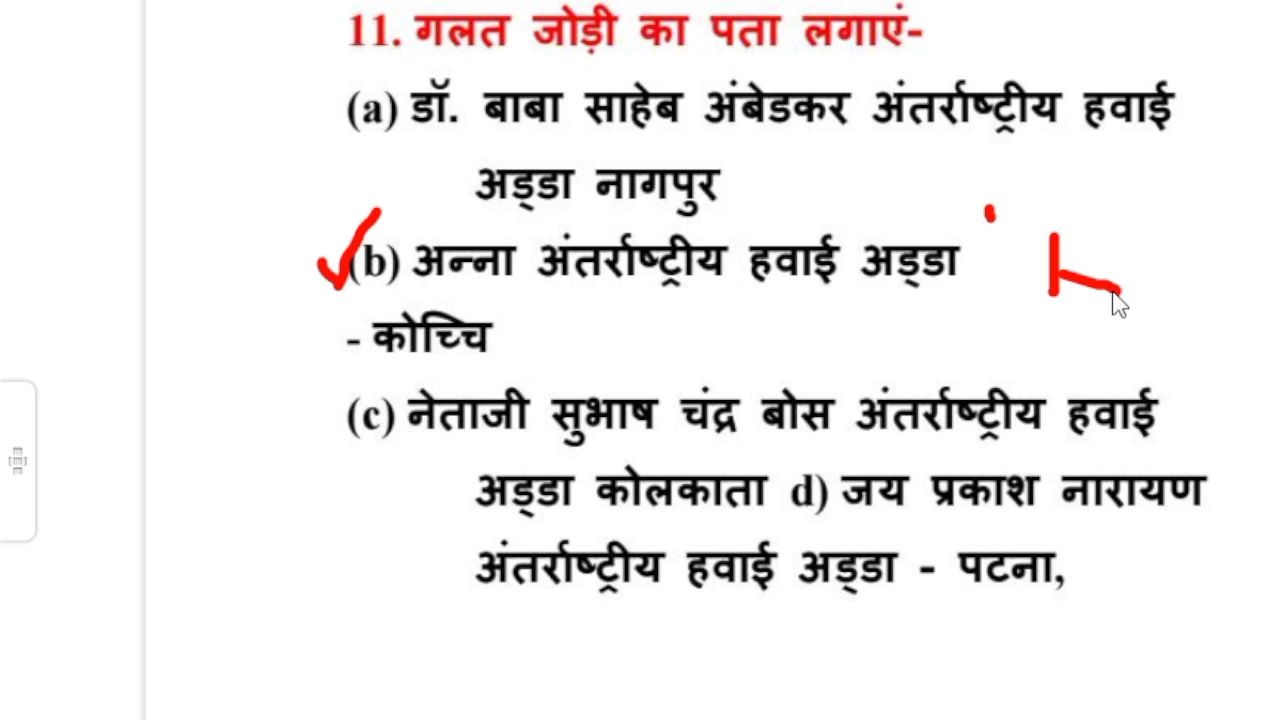 11. गलत जोड़ी का पता लगाएं-
(a) डॉ. बाबा साहेब अंबेडकर अंतर्राष्ट्रीय हवाई
अड्डा नागपुर
(b) अन्ना अंतर्राष्ट्रीय हवाई अड्डा
- कोच्चि
(c) नेताजी सुभाष चंद्र बोस अंतर्राष्ट्रीय हवाई
अड्डा कोलकाता d) जय प्रकाश नारायण
अंतर्राष्ट्रीय हवाई अड्डा - पटना,